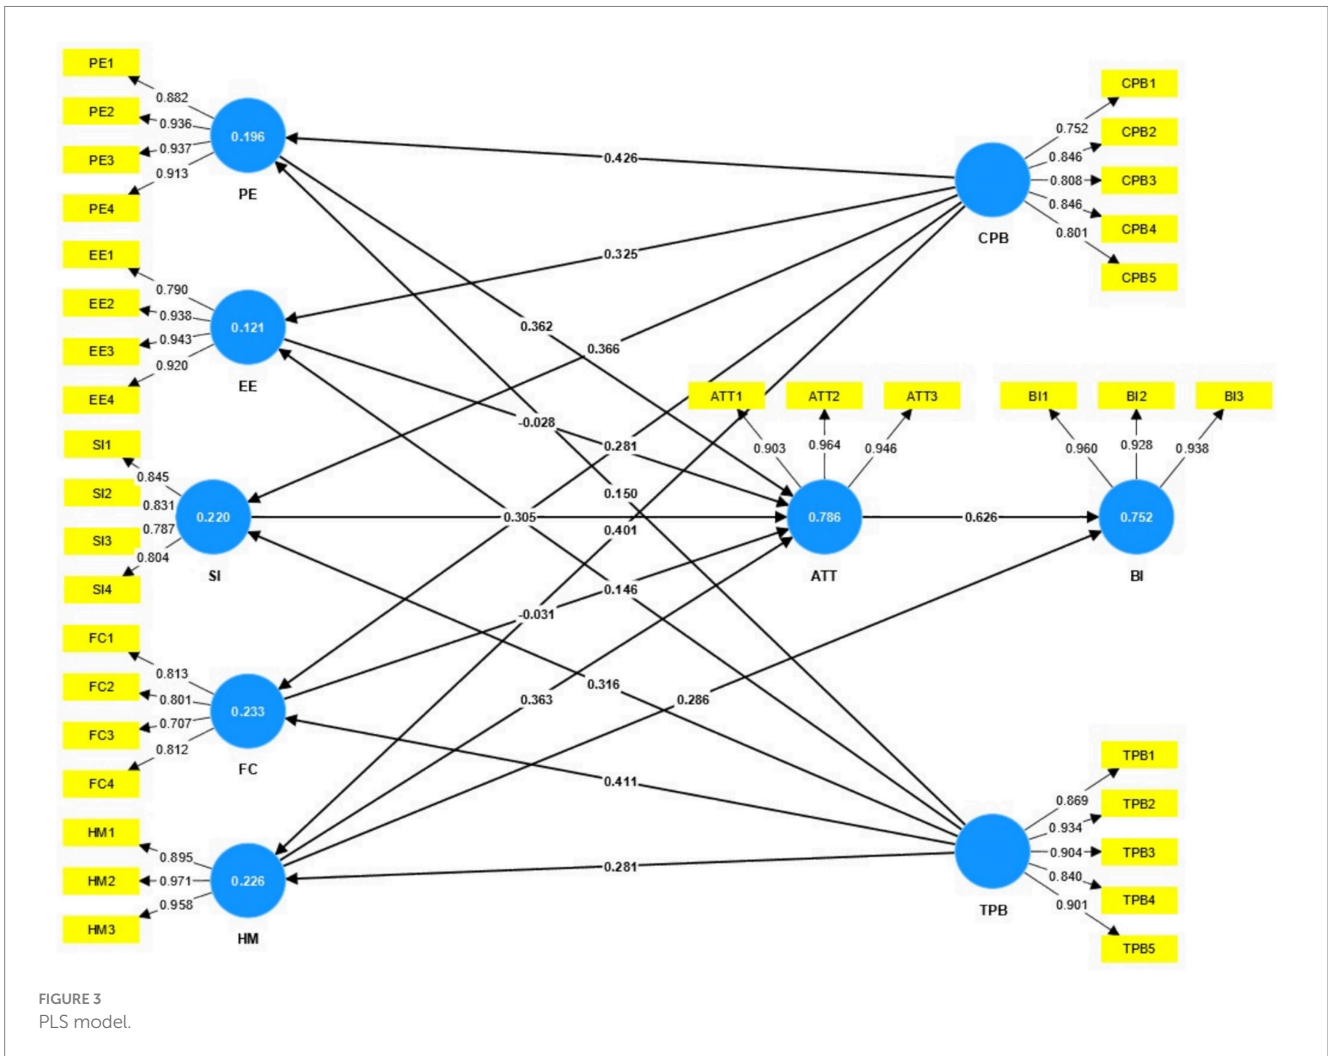 PE1
0.882
PE2
0.936
PE3
0.937
0.913
PE4
0.196
PE
EE1
0.790
EE2
0.938
EE3
0.943
0.920
EE4
0.121
EE
SI1
0.845
SI2
0.831
SI3
0.787
0.804
SI4
0.220
SI
FC1
0.813
FC2
0.801
FC3
0.707
0.812
FC4
0.233
FC
HM1
0.895
HM2
0.971
0.958
HM3
0.226
HM
0.426
0.325
0.362
0.366
-0.028
0.281
0.150
0.305
0.401
0.146
-0.031
0.316
0.363
0.286
0.411
0.281
CPB
CPB1
0.752
CPB2
0.846
0.808
CPB3
0.846
CPB4
0.801
CPB5
ATT1
ATT2
ATT3
0.903
0.964
0.946
0.786
ATT
0.626
BI1
BI2
BI3
0.960
0.928
0.938
0.752
BI
TPB
TPB1
0.869
TPB2
0.934
0.904
TPB3
0.840
TPB4
0.901
TPB5
FIGURE 3
PLS model.